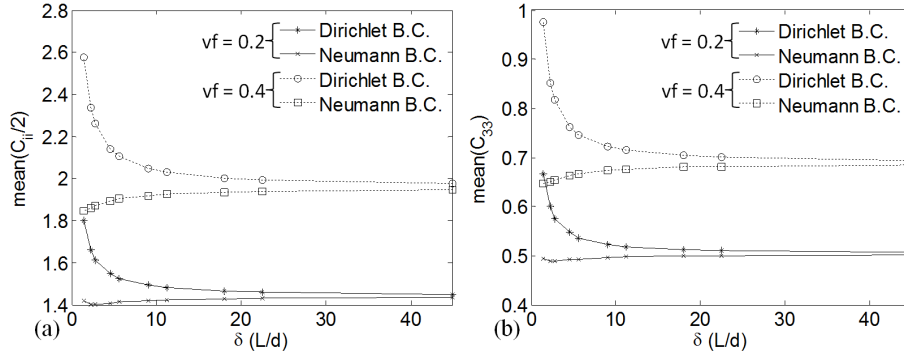 2.8
2.6
2.4
2.2
2
1.8
1.6
1.4
mean(C_ii/2)
vf = 0.2
Dirichlet B.C.
Neumann B.C.
vf = 0.4
Dirichlet B.C.
Neumann B.C.
0 10 20 30 40
(a)
δ (L/d)
1
0.9
0.8
0.7
0.6
0.5
0.4
mean(C_33)
vf = 0.2
Dirichlet B.C.
Neumann B.C.
vf = 0.4
Dirichlet B.C.
Neumann B.C.
0 10 20 30 40
(b)
δ (L/d)